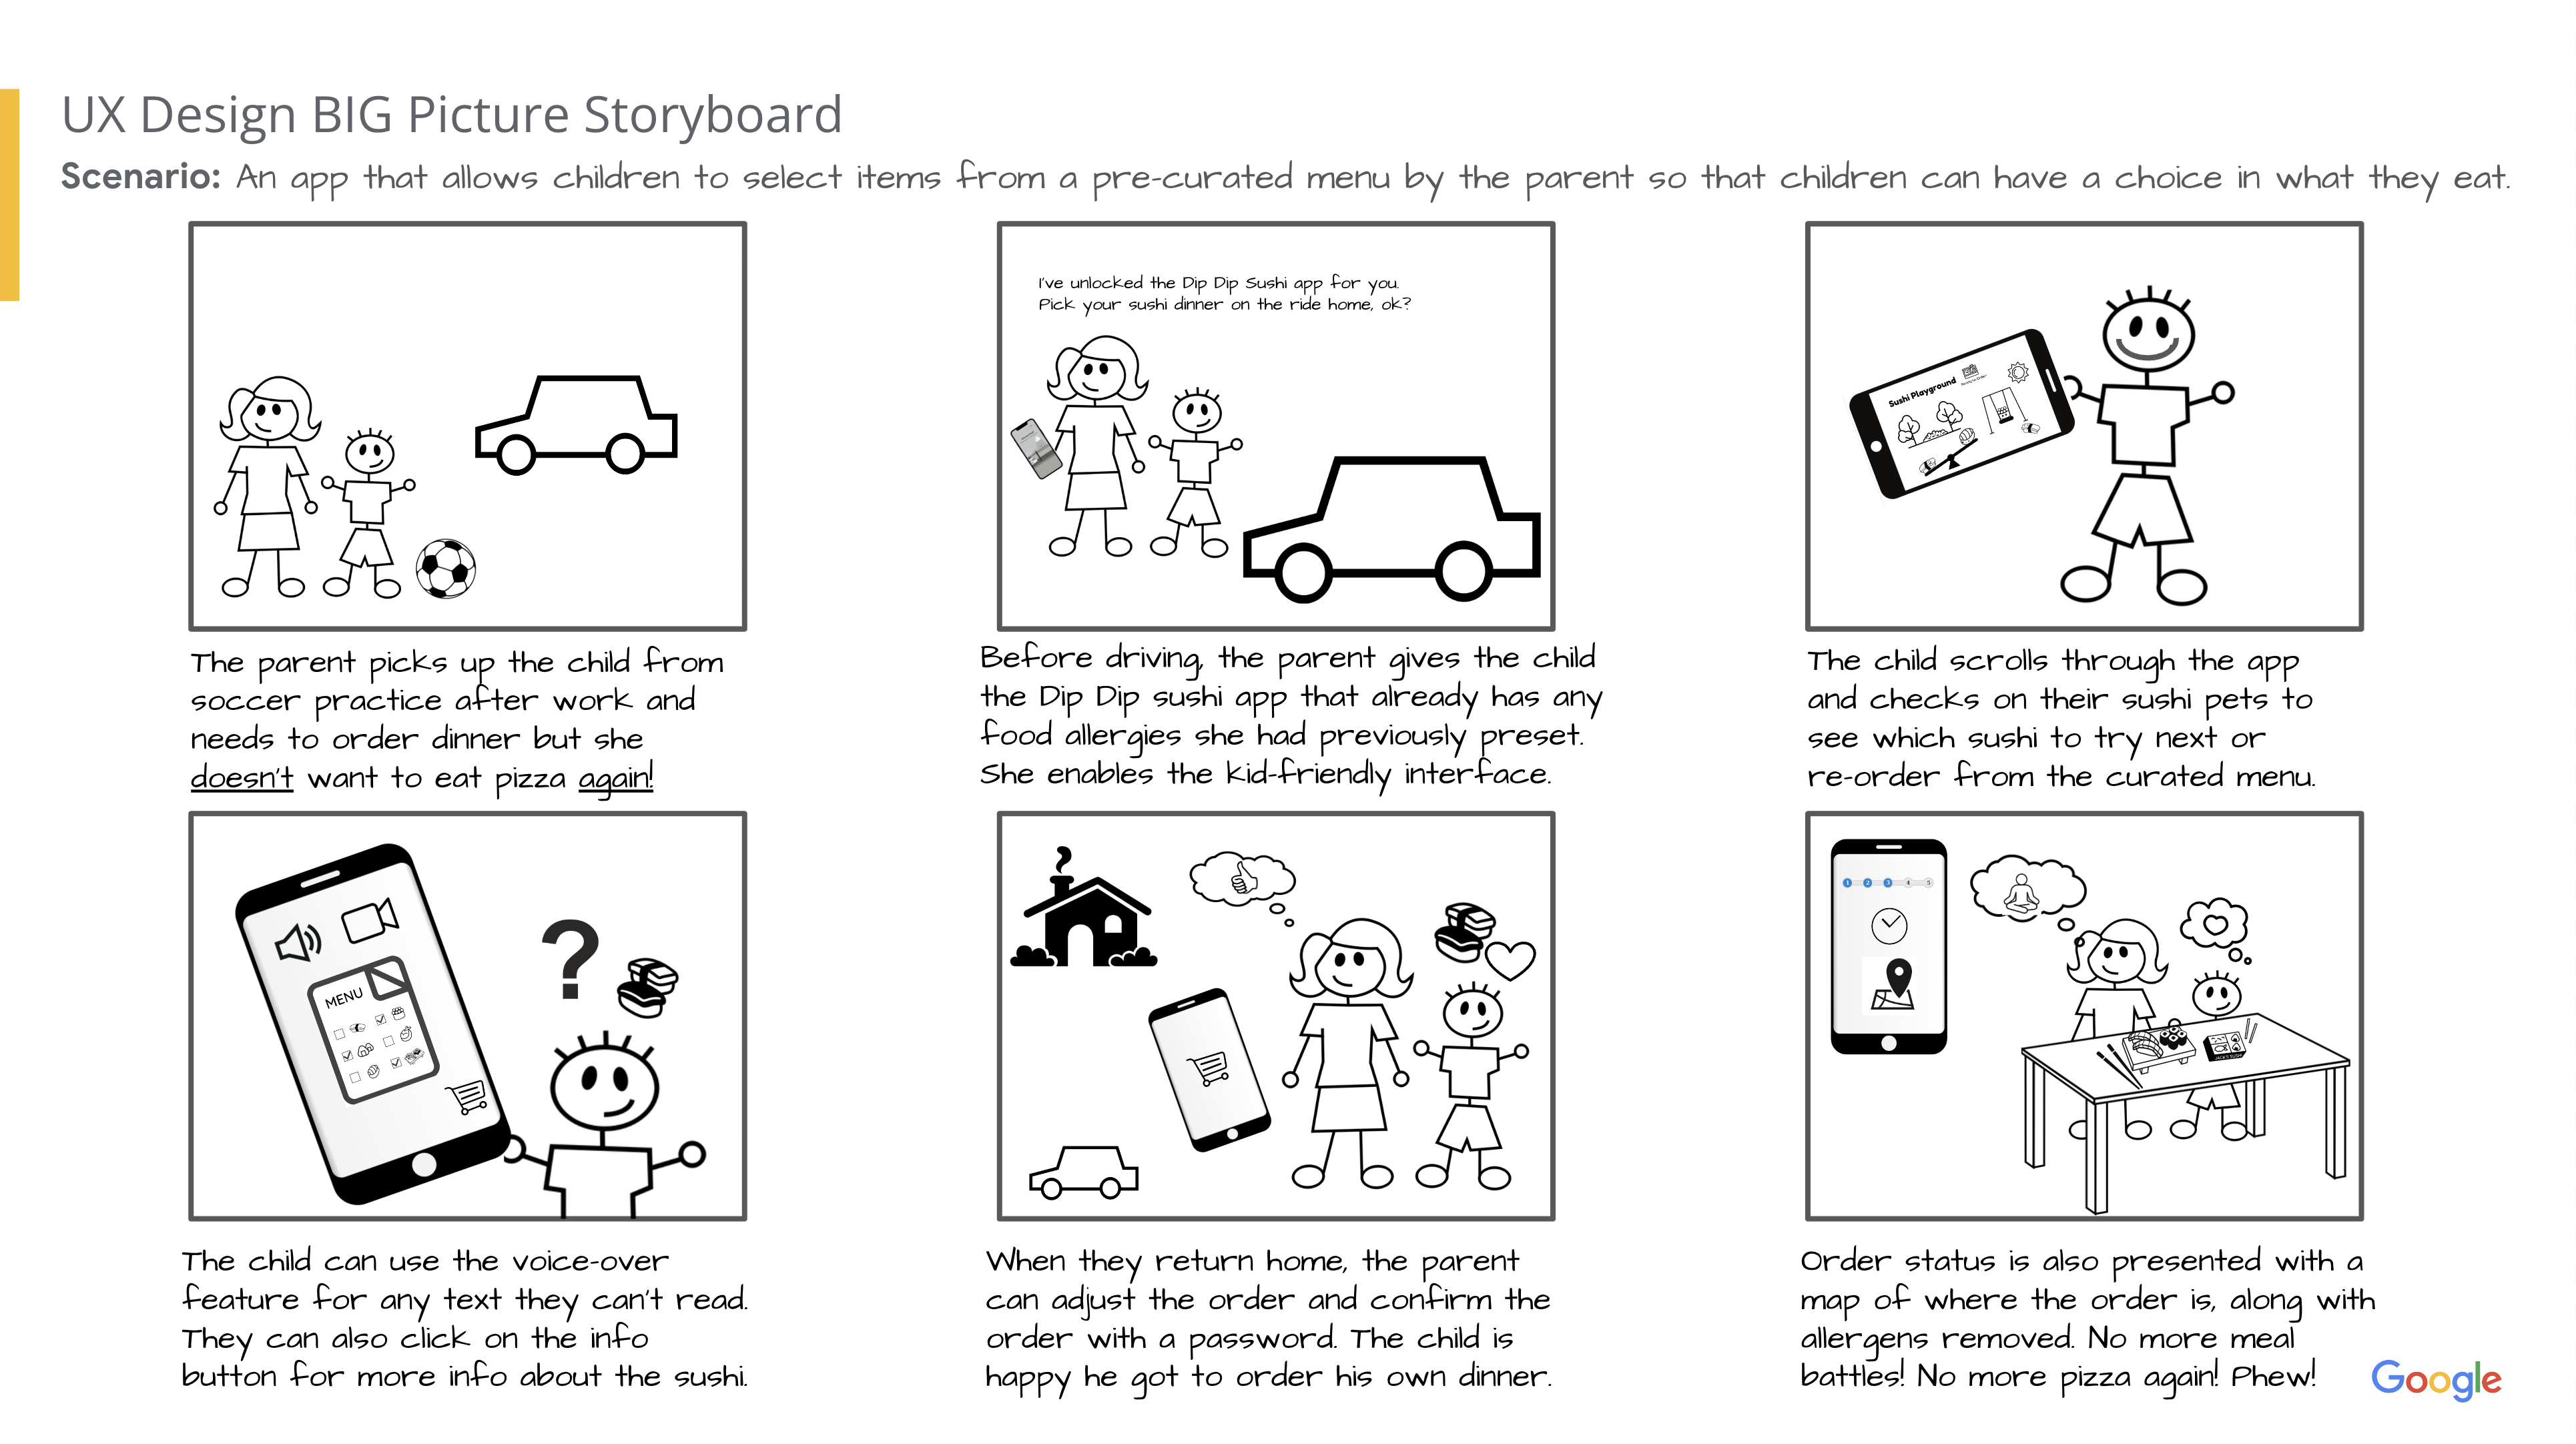 UX Design BIG Picture Storyboard
Scenario: An app that allows children to select items from a pre-curated menu by the parent so that children can have a choice in what they eat.
The parent picks up the child from
soccer practice after work and
needs to order dinner but she
doesn't want to eat pizza again!
I've unlocked the Dip Dip Sushi app for you.
Pick your sushi dinner on the ride home, ok?
Before driving, the parent gives the child
the Dip Dip sushi app that already has any
food allergies she had previously preset.
She enables the kid-friendly interface.
Sushi Playground
The child scrolls through the app
and checks on their sushi pets to
see which sushi to try next or
re-order from the curated menu.
MENU
?
The child can use the voice-over
feature for any text they can't read.
They can also click on the info
button for more info about the sushi.
When they return home, the parent
can adjust the order and confirm the
order with a password. The child is
happy he got to order his own dinner.
1 2 3 4 5
JACK'S SUSHI
Order status is also presented with a
map of where the order is, along with
allergens removed. No more meal
battles! No more pizza again! Phew!
Google